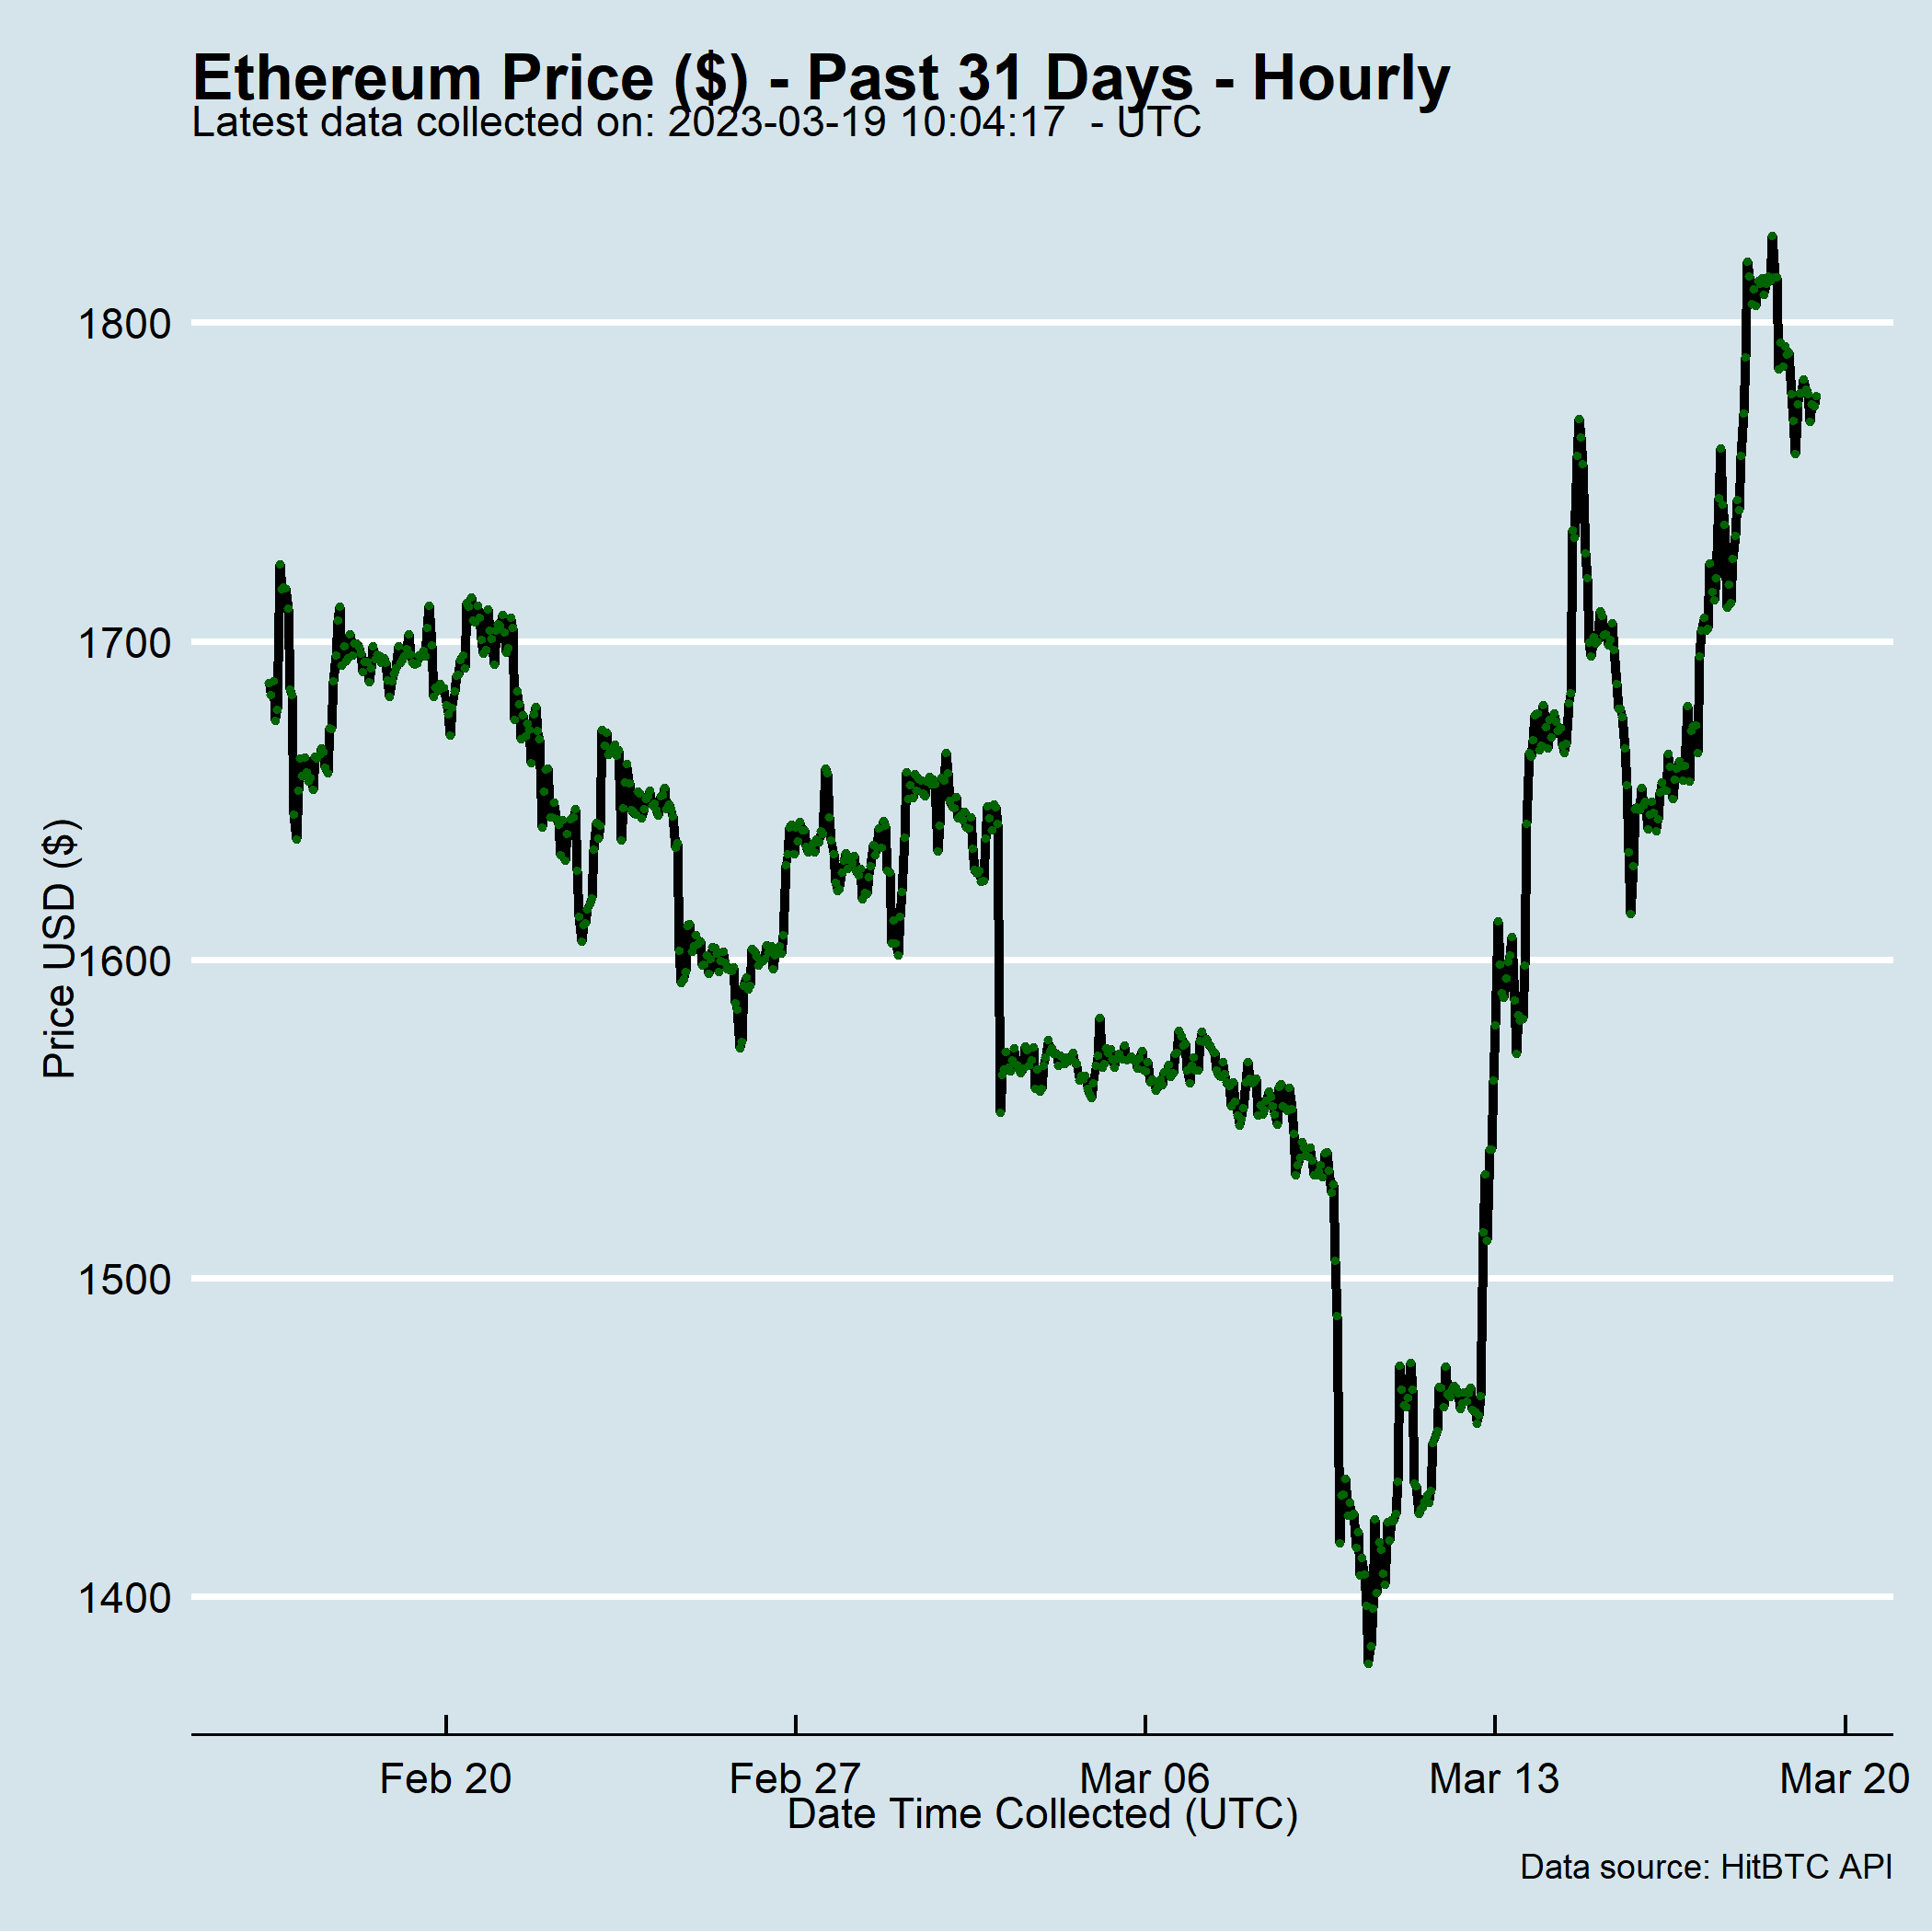 Ethereum Price ($) - Past 31 Days - Hourly
Latest data collected on: 2023-03-19 10:04:17  - UTC
Price USD ($)
1800
1700
1600
1500
1400
Feb 20
Feb 27
Mar 06
Mar 13
Mar 20
Date Time Collected (UTC)
Data source: HitBTC API